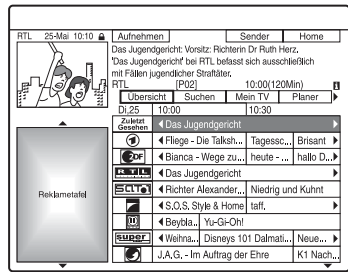 RTL 25-Mai 10:10
Aufnehmen Sender Home
Das Jugendgericht: Vorsitz: Richterin Dr Ruth Herz.
'Das Jugendgericht' bei RTL befasst sich ausschließlich
mit Fällen jugendlicher Straftäter.
RTL [P02] 10:00(120Min)
Übersicht Suchen Mein TV Planer
Di,25 10:00 10:30
Zuletzt Gesehen Das Jugendgericht
1 Fliege - Die Talksh... Tagessc... Brisant
ZDF Bianca - Wege zu... heute - ... hallo D...
RTL Das Jugendgericht
SAT.1 Richter Alexander... Niedrig und Kuhnt
S,O,S, Style & Home taff.
Beybla.. Yu-Gi-Oh!
super Weihna... Disneys 101 Dalmati... Neue...
J.A.G. - Im Auftrag der Ehre K1 Nach...
Reklametafel